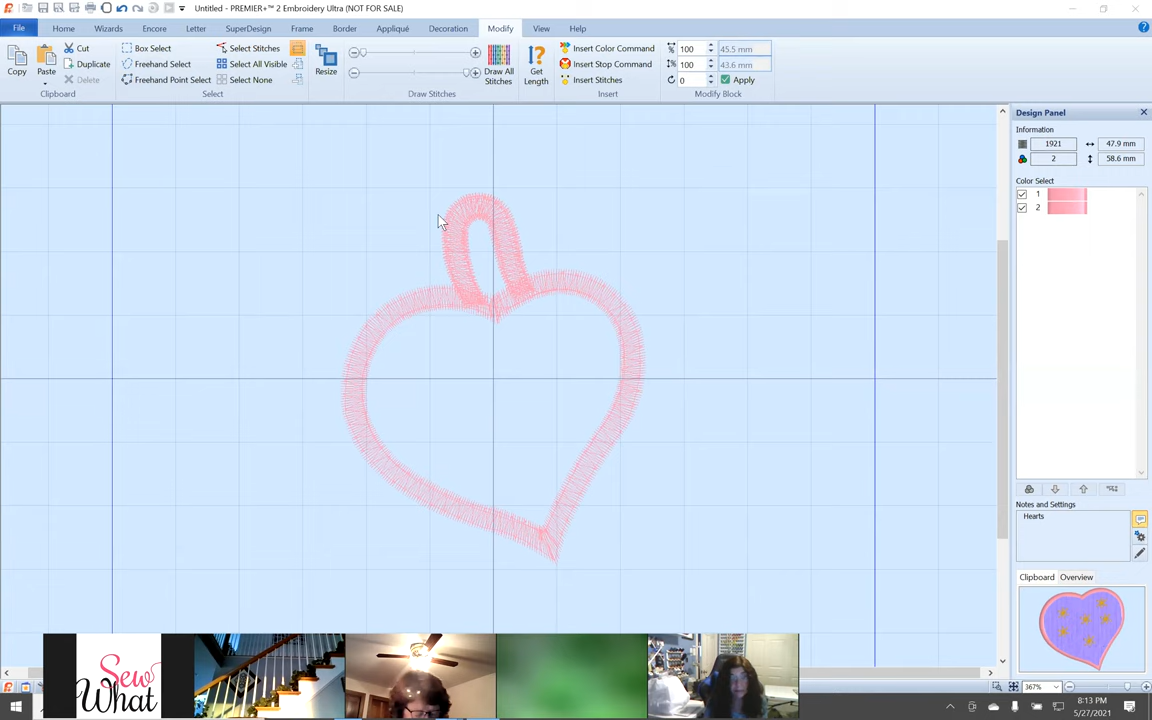 Untitled - PREMIER+™ 2 Embroidery Ultra (NOT FOR SALE)
File Home Wizards Encore Letter SuperDesign Frame Border Appliqué Decoration Modify View Help
Copy Paste Cut Duplicate Delete
Clipboard
Box Select Freehand Select Freehand Point Select
Select Stitches Select All Visible Select None
Select
Resize
Draw All Stitches
Draw Stitches
Get Length
Insert Color Command
Insert Stop Command
Insert Stitches
Insert
100 45.5 mm
100 43.6 mm
0 Apply
Modify Block
Design Panel
Information
1921 47.9 mm
2 58.6 mm
Color Select
1
2
Notes and Settings
Hearts
Clipboard Overview
367%
Sew
What
8:13 PM
5/27/2021